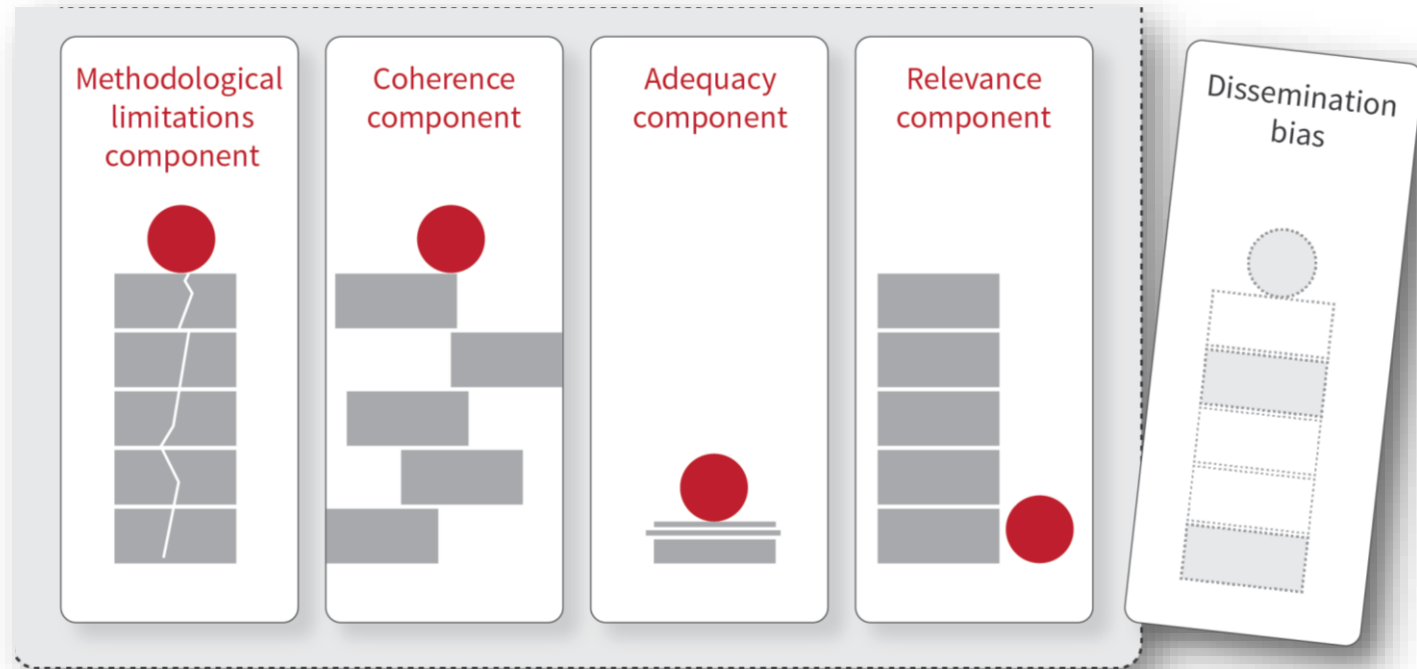 Methodological
limitations
component
Coherence
component
Adequacy
component
Relevance
component
Dissemination
bias